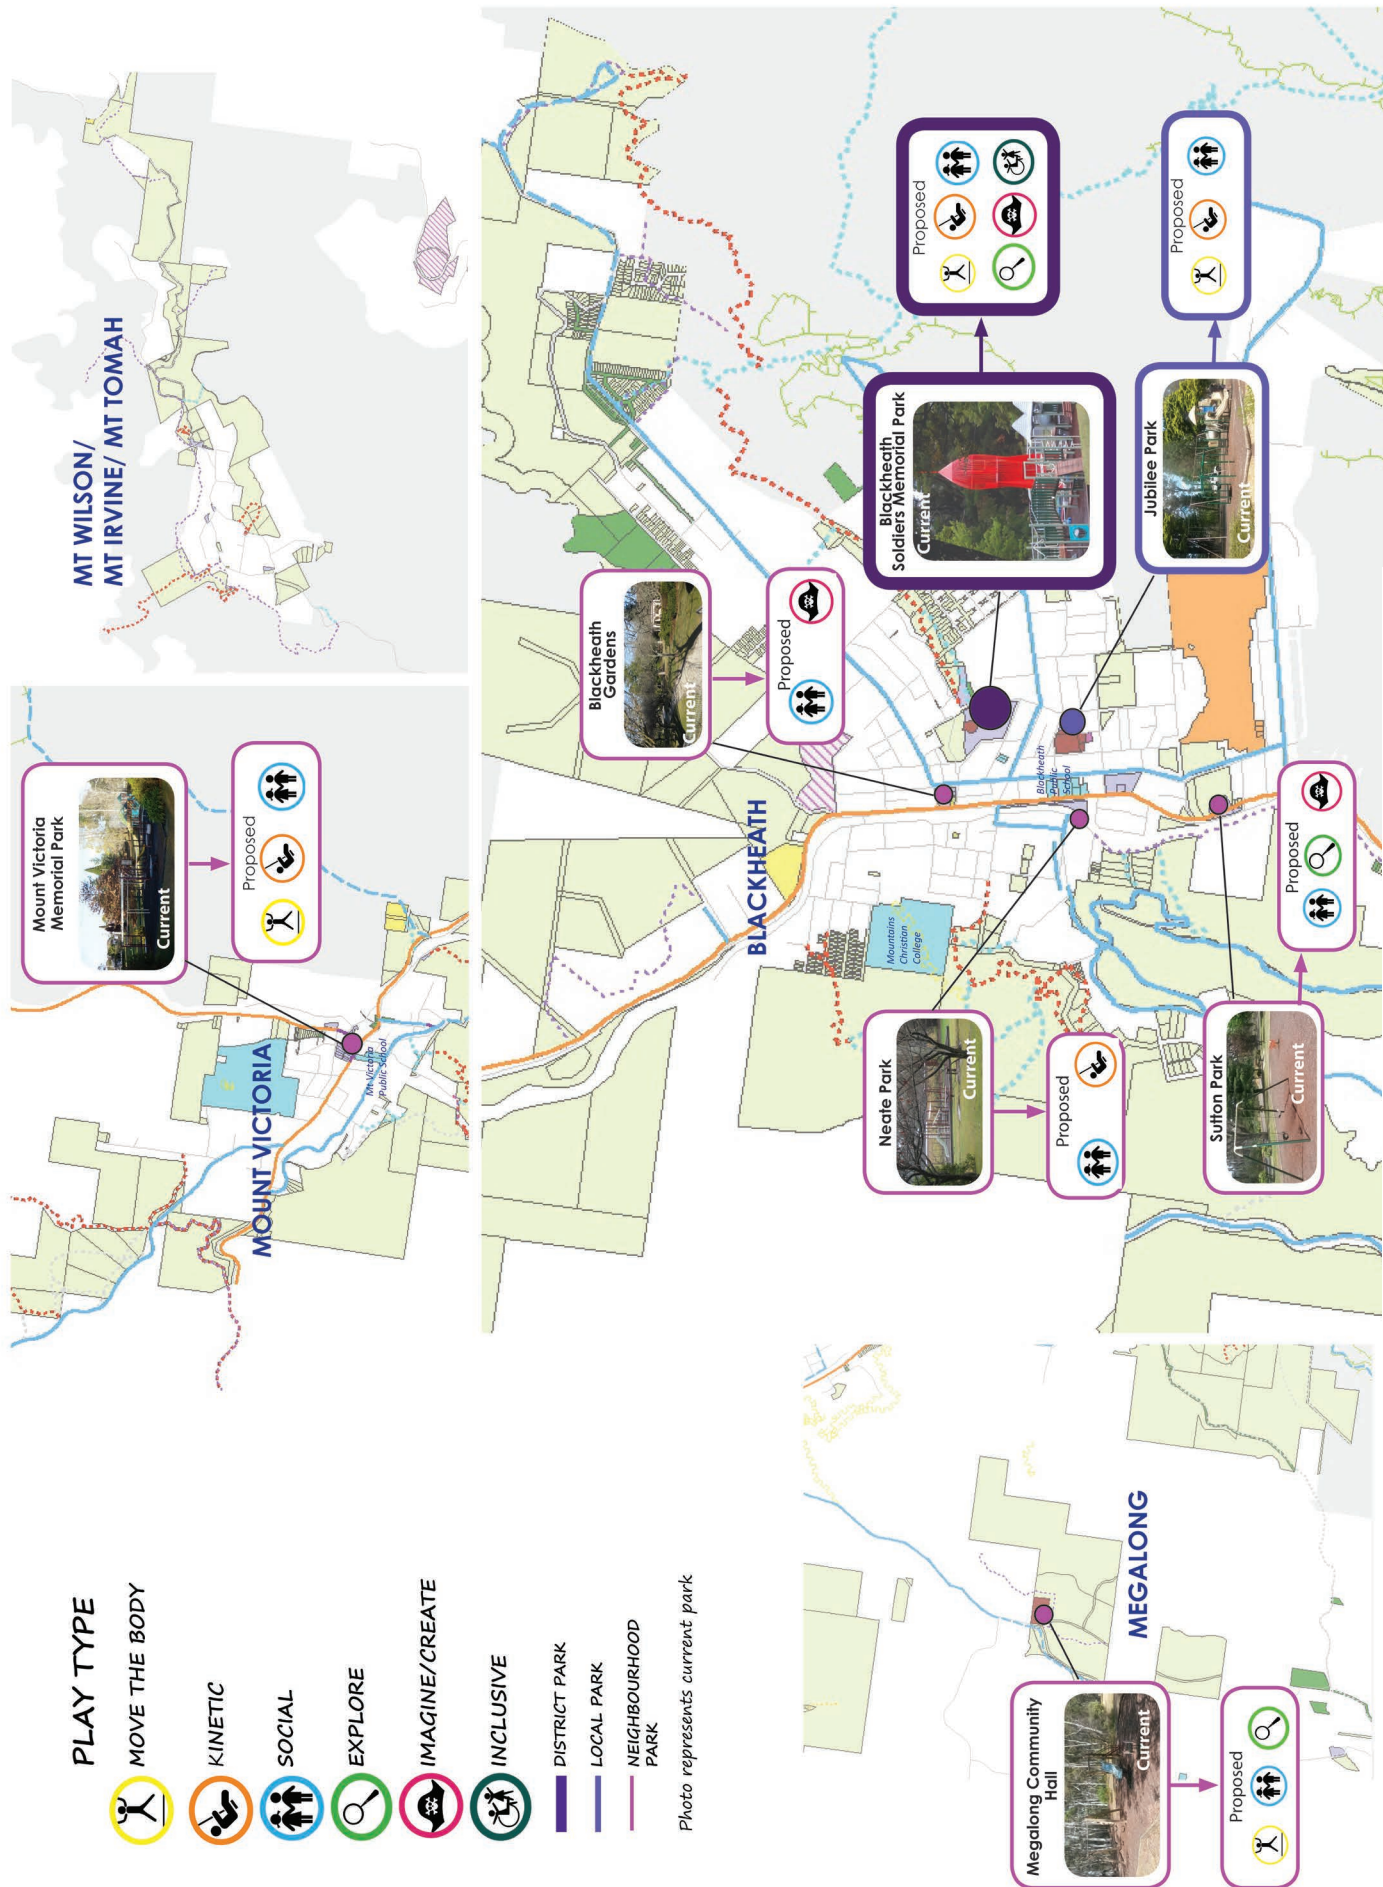 PLAY TYPE
MOVE THE BODY
KINETIC
SOCIAL
EXPLORE
IMAGINE/CREATE
INCLUSIVE
DISTRICT PARK
LOCAL PARK
NEIGHBOURHOOD
PARK
Photo represents current park
MOUNT VICTORIA
Mount Victoria
Memorial Park
Current
Proposed
Mt Victoria
Public School
MT WILSON/
MT IRVINE/ MT TOMAH
MEGALONG
Megalong Community
Hall
Current
Proposed
BLACKHEATH
Blackheath
Gardens
Current
Proposed
Mountains
Christian
College
Blackheath
Public
School
Neate Park
Current
Proposed
Sutton Park
Current
Proposed
Blackheath
Soldiers Memorial Park
Current
Proposed
Jubilee Park
Current
Proposed